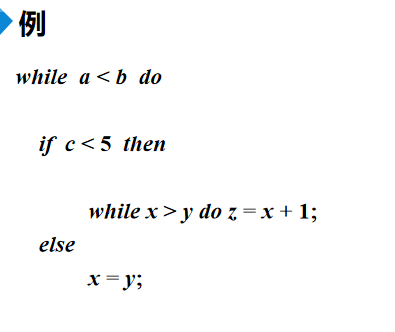 例
while a < b do
if c < 5 then
while x > y do z = x + 1;
else
x = y;